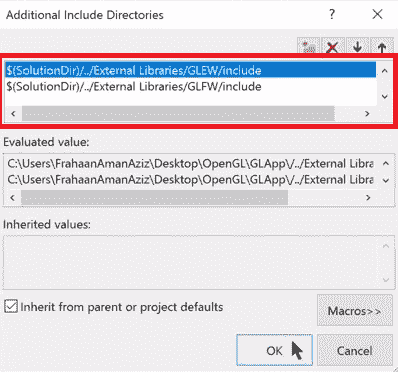 Additional Include Directories
?
$(SolutionDir)/../External Libraries/GLEW/include
$(SolutionDir)/../External Libraries/GLFW/include
Evaluated value:
C:\Users\FrahaanAmanAziz\Desktop\OpenGL\GLApp\/../External Libra
C:\Users\FrahaanAmanAziz\Desktop\OpenGL\GLApp\/../External Libra
Inherited values:
Inherit from parent or project defaults
Macros>>
OK
Cancel